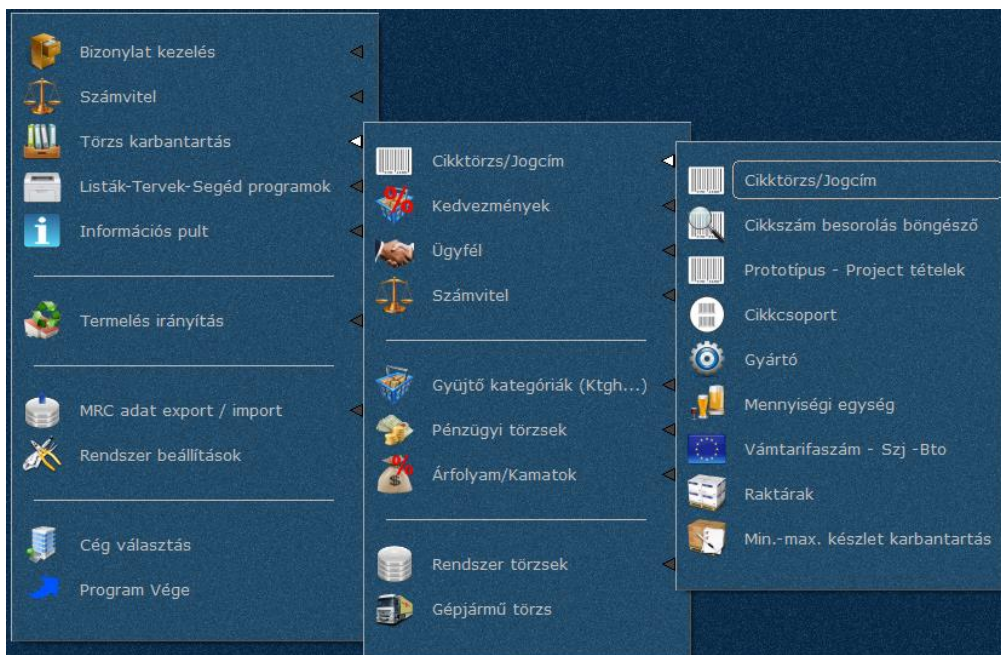 Bizonylat kezelés
Számvitel
Törzs karbantartás
Listák-Tervek-Segéd programok
Információs pult
Termelés irányítás
MRC adat export / import
Rendszer beállítások
Cég választás
Program Vége
Cikktörzs/Jogcím
Kedvezmények
Ügyfél
Számvitel
Gyüjtő kategóriák (Ktgh...)
Pénzügyi törzsek
Árfolyam/Kamatok
Rendszer törzsek
Gépjármű törzs
Cikktörzs/Jogcím
Cikkszám besorolás böngésző
Prototípus - Project tételek
Cikkcsoport
Gyártó
Mennyiségi egység
Vámtarifaszám - Szj -Bto
Raktárak
Min.-max. készlet karbantartás